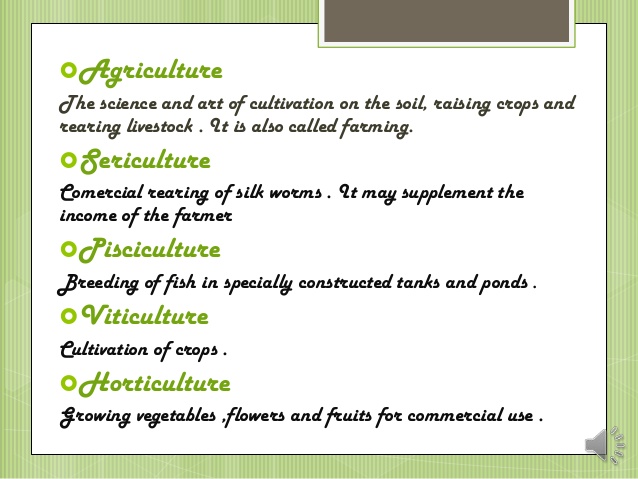 Agriculture
The science and art of cultivation on the soil, raising crops and
rearing livestock . It is also called farming.
Sericulture
Comercial rearing of silk worms . It may supplement the
income of the farmer
Pisciculture
Breeding of fish in specially constructed tanks and ponds .
Viticulture
Cultivation of crops .
Horticulture
Growing vegetables ,flowers and fruits for commercial use .